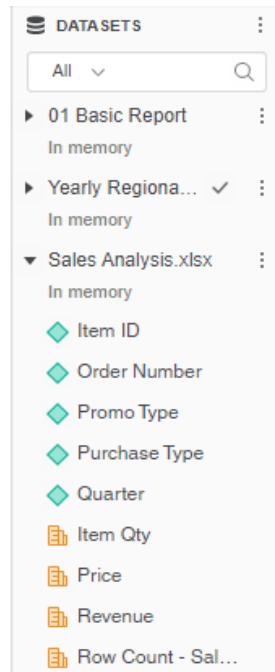 DATASETS
All
01 Basic Report
In memory
Yearly Regiona...
In memory
Sales Analysis.xlsx
In memory
Item ID
Order Number
Promo Type
Purchase Type
Quarter
Item Qty
Price
Revenue
Row Count - Sal...